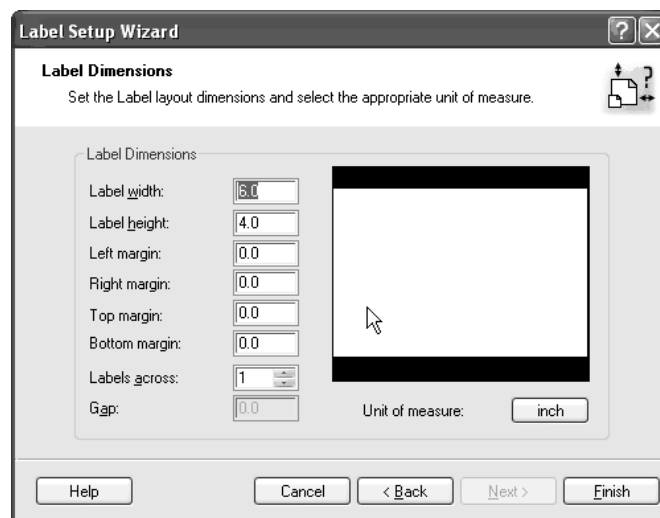 Label Setup Wizard
Label Dimensions
Set the Label layout dimensions and select the appropriate unit of measure.
Label Dimensions
Label width: 6.0
Label height: 4.0
Left margin: 0.0
Right margin: 0.0
Top margin: 0.0
Bottom margin: 0.0
Labels across: 1
Gap: 0.0
Unit of measure: inch
Help Cancel < Back Next > Finish